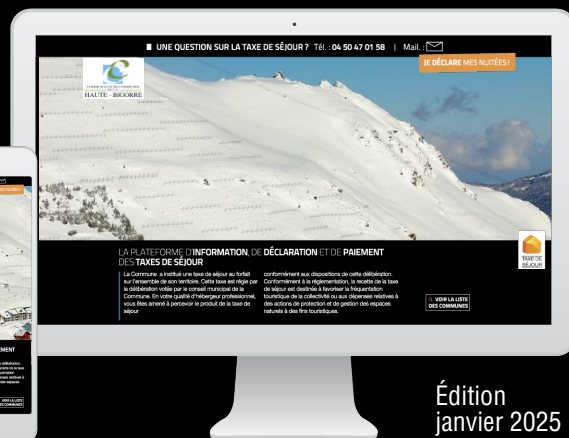 UNE QUESTION SUR LA TAXE DE SÉJOUR ? Tél. : 04 50 47 01 58 | Mail. :
JE DÉCLARE MES NUITÉES !
HAUTE - BIGORRE
LA PLATEFORME D'INFORMATION, DE DÉCLARATION ET DE PAIEMENT
DES TAXES DE SÉJOUR
La Commune a institué une taxe de séjour au forfait
sur l'ensemble de son territoire. Cette taxe est régie par
la délibération votée par le conseil municipal de la
Commune. En votre qualité d'hébergeur professionnel,
vous êtes amené à percevoir le produit de la taxe de
séjour
conformément aux dispositions de cette délibération.
Conformément à la réglementation, la recette de la taxe
de séjour est destinée à favoriser la fréquentation
touristique de la collectivité ou aux dépenses relatives à
des actions de protection et de gestion des espaces
naturels à des fins touristiques.
TAXE DE
SÉJOUR
VOIR LA LISTE
DES COMMUNES
VOIR LA LISTE
DES COMMUNES
Édition
janvier 2025